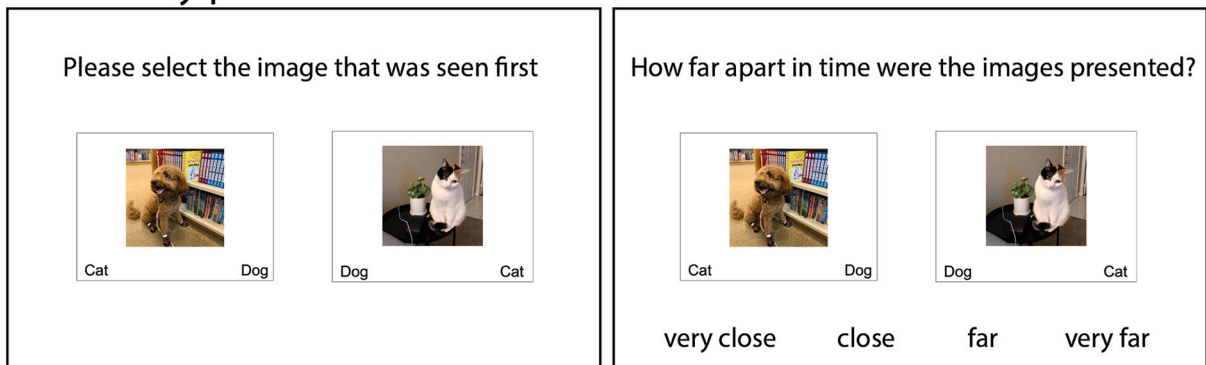 Please select the image that was seen first
Cat Dog
Dog Cat
How far apart in time were the images presented?
Cat Dog
Dog Cat
very close close far very far